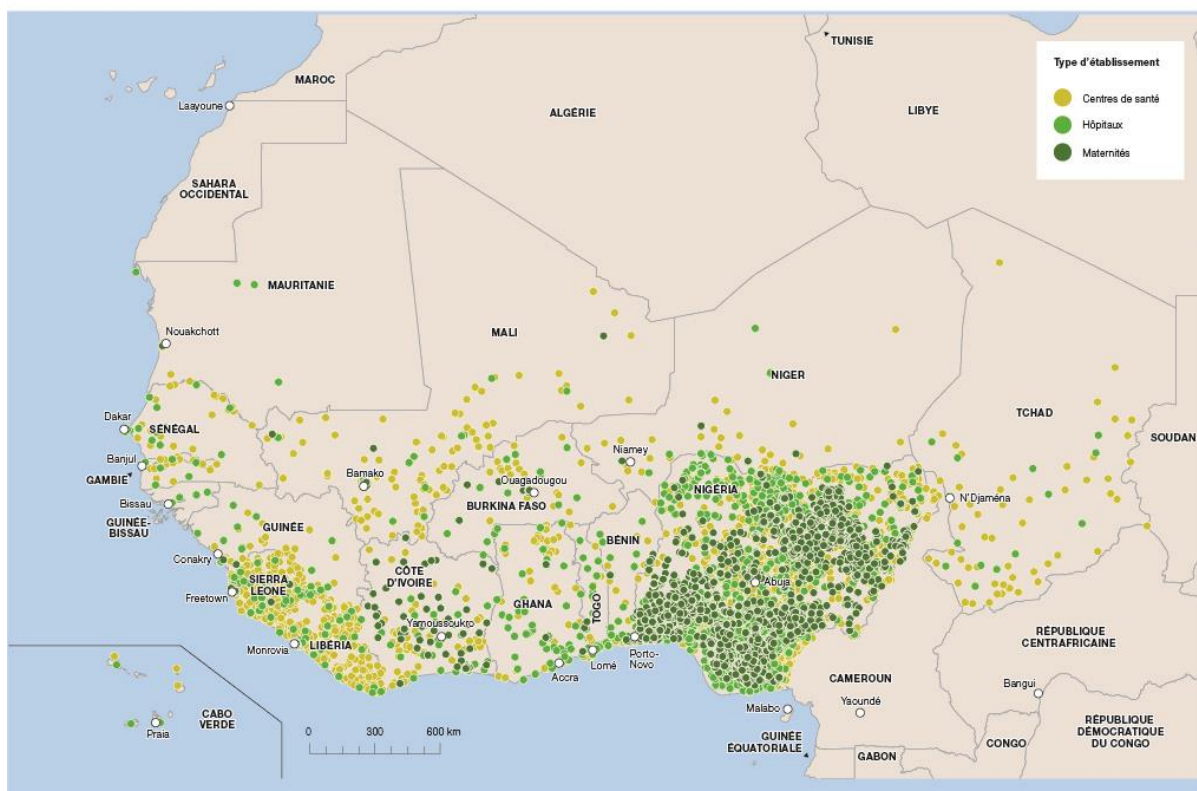 TUNISIE
Type d'établissement
Centres de santé
Hôpitaux
Maternités
MAROC
Laayoune
ALGÉRIE
LIBYE
SAHARA
OCCIDENTAL
MAURITANIE
Nouakchott
MALI
NIGER
TCHAD
SOUDAN
Dakar
SÉNÉGAL
Banjul
GAMBIE
Bissau
GUINÉE-
BISSAU
Bamako
Niamey
Ouagadougou
BURKINA FASO
NIGÉRIA
N'Djaména
GUINÉE
BÉNIN
Conakry
SIERRA
LEONE
Freetown
CÔTE
D'IVOIRE
Abuja
GHANA
TOGO
Yamoussoukro
LIBÉRIA
Monrovia
Accra
Lomé
Porto-
Novo
RÉPUBLIQUE
CENTRAFRICAINE
CAMEROUN
Yaoundé
Bangui
Malabo
CABO
VERDE
Praia
0 300 600 km
GUINÉE
ÉQUATORIALE
GABON
CONGO
RÉPUBLIQUE
DÉMOCRATIQUE
DU CONGO